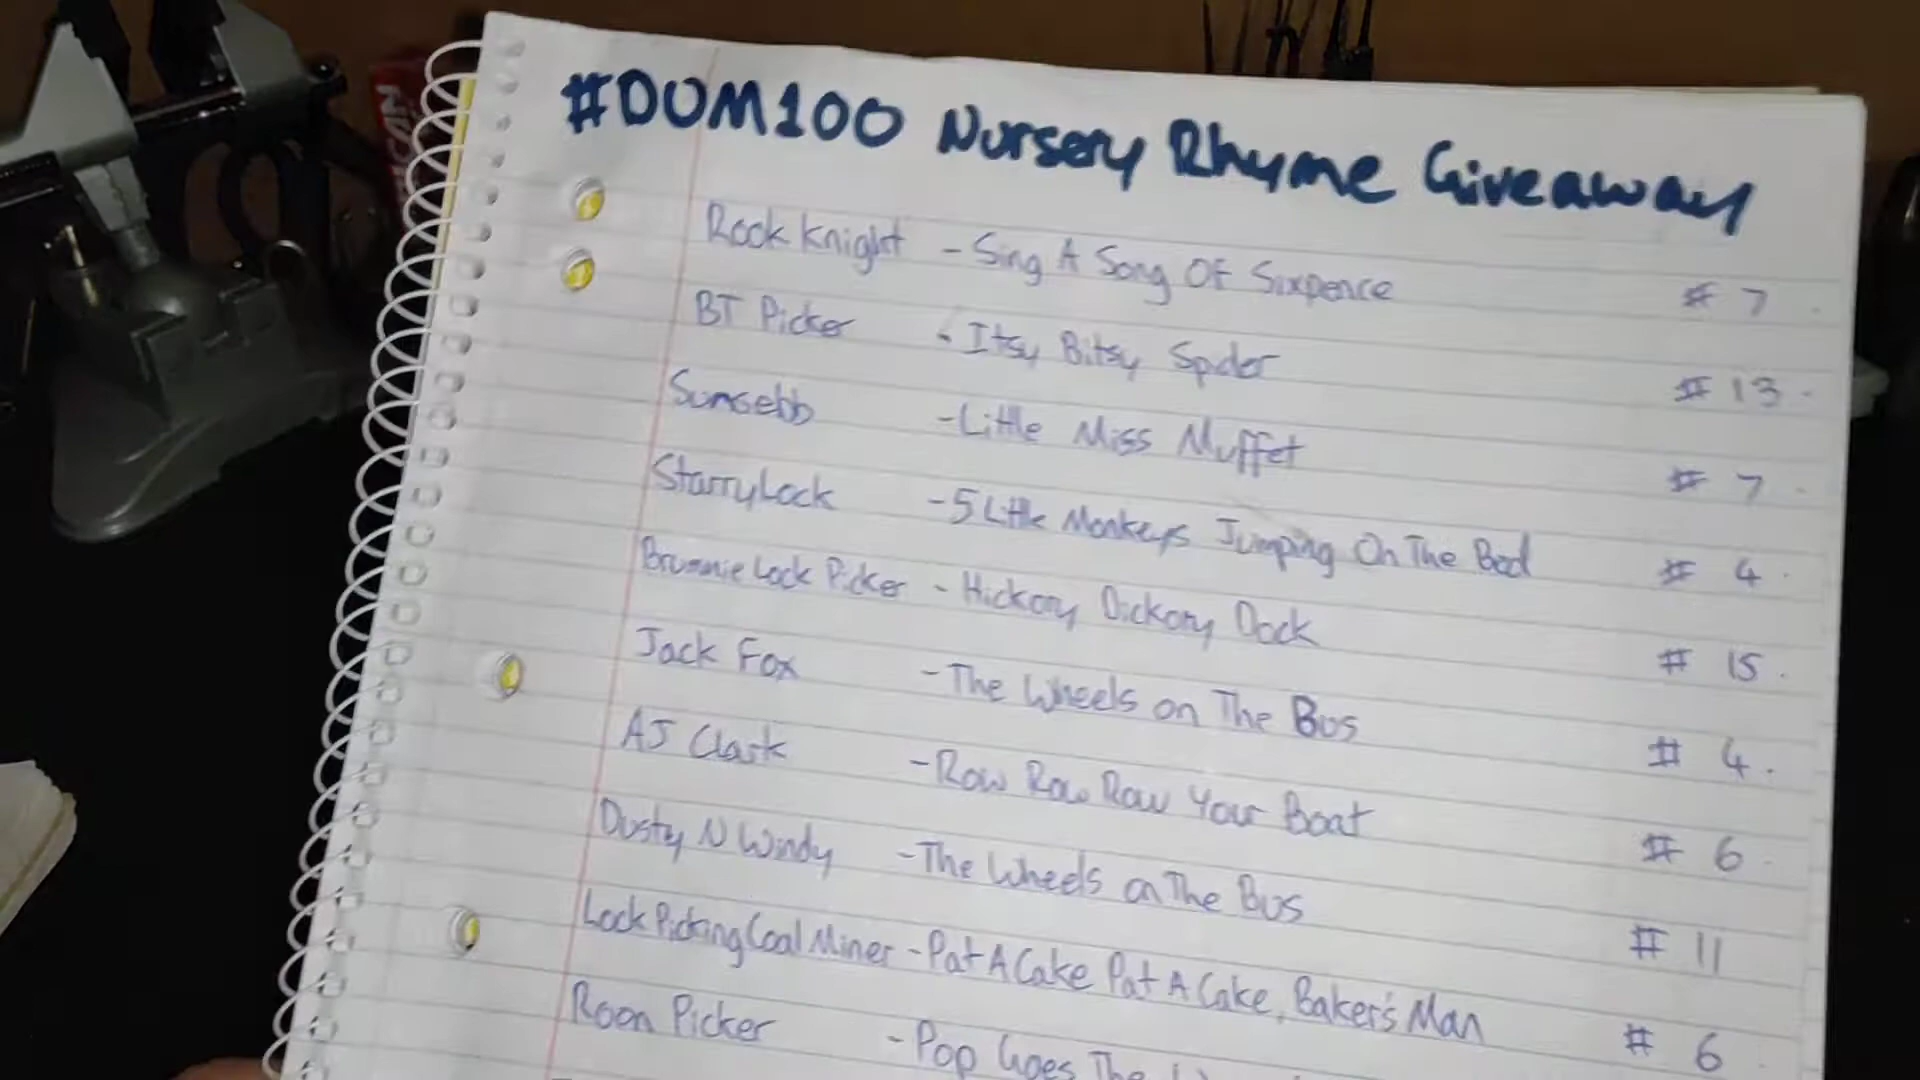 #DUM100 Nursery Rhyme Giveaway
Rock Knight - Sing A Song Of Sixpence # 7
BT Picker - Itsy Bitsy Spider # 13
Sumsebb - Little Miss Muffet # 7
StarryLock - 5 Little Monkeys Jumping On The Bed # 4
Brummie Lock Picker - Hickory Dickory Dock # 15
Jack Fox - The Wheels on The Bus # 4
AJ Clark - Row Row Row Your Boat # 6
Dusty N Windy - The Wheels on The Bus # 11
Lock Picking Coal Miner - Pat A Cake Pat A Cake, Baker's Man # 6
Roon Picker - Pop Goes The